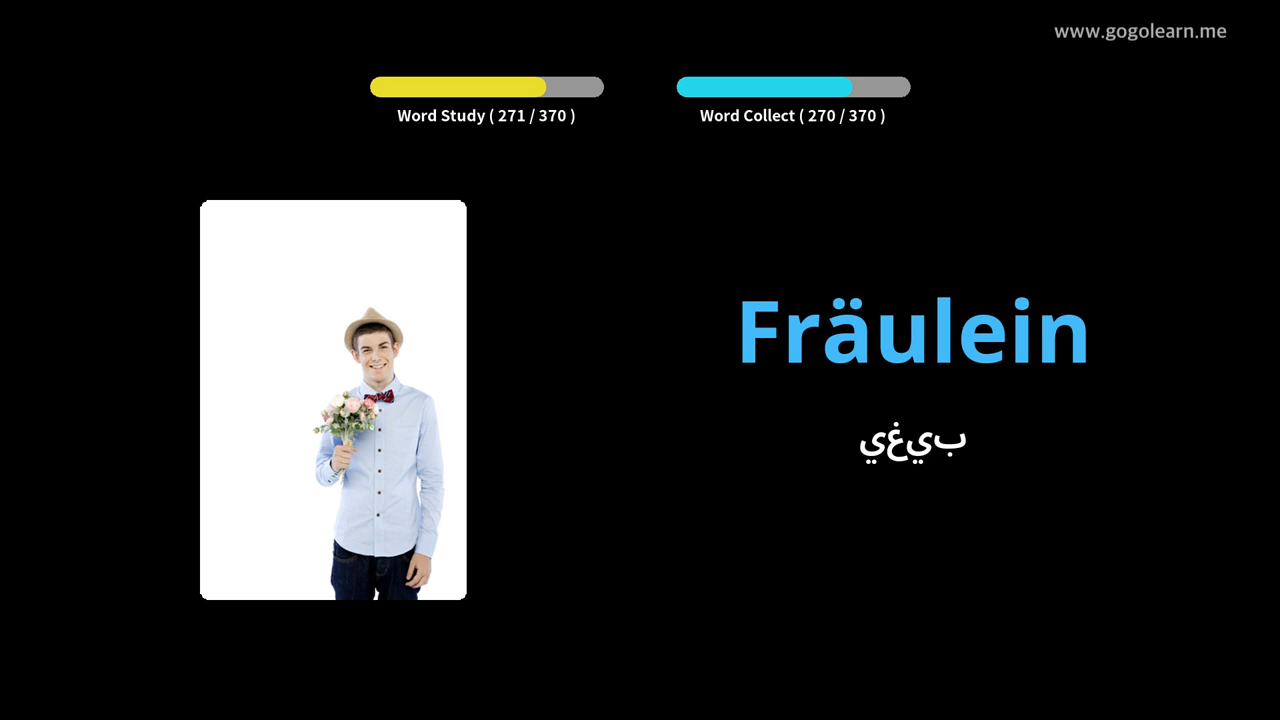 www.gogolearn.me
Word Study ( 271 / 370 )
Word Collect ( 270 / 370 )
Fräulein
بيغي